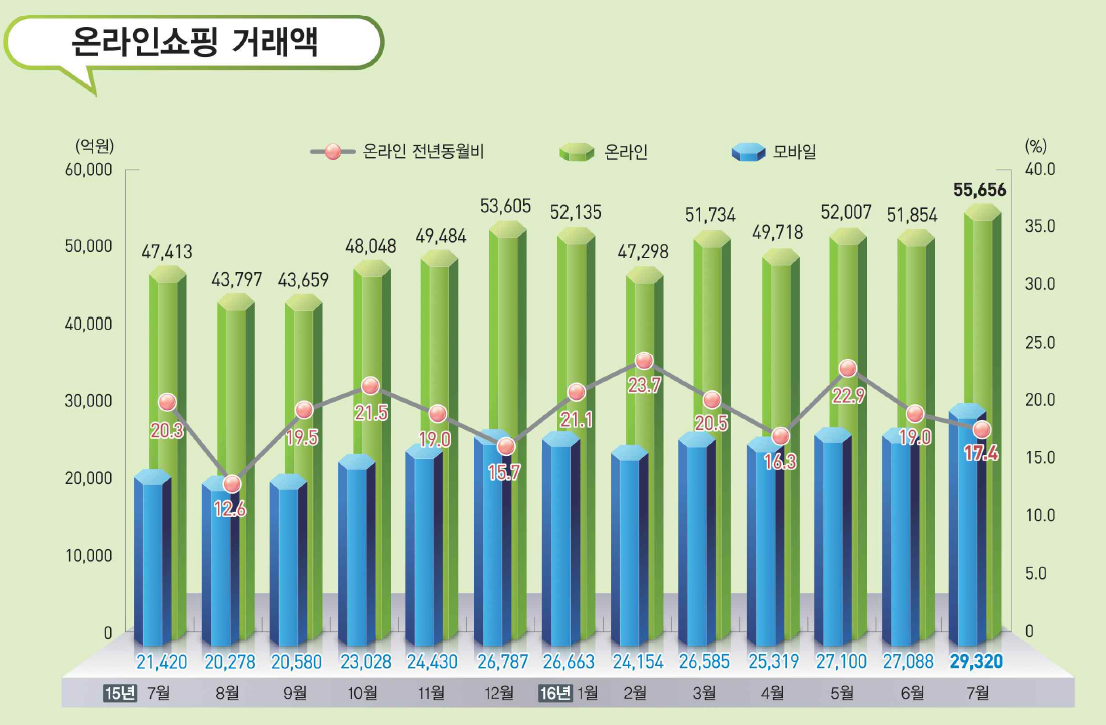 온라인쇼핑 거래액
(억원)
온라인 전년동월비 온라인 모바일
(%)
60,000
50,000
40,000
30,000
20,000
10,000
0
40.0
35.0
30.0
25.0
20.0
15.0
10.0
5.0
0
47,413 43,797 43,659 48,048 49,484 53,605 52,135 47,298 51,734 49,718 52,007 51,854 55,656
20.3 12.6 19.5 21.5 19.0 15.7 21.1 23.7 20.5 16.3 22.9 19.0 17.4
21,420 20,278 20,580 23,028 24,430 26,787 26,663 24,154 26,585 25,319 27,100 27,088 29,320
15년 7월 8월 9월 10월 11월 12월 16년 1월 2월 3월 4월 5월 6월 7월